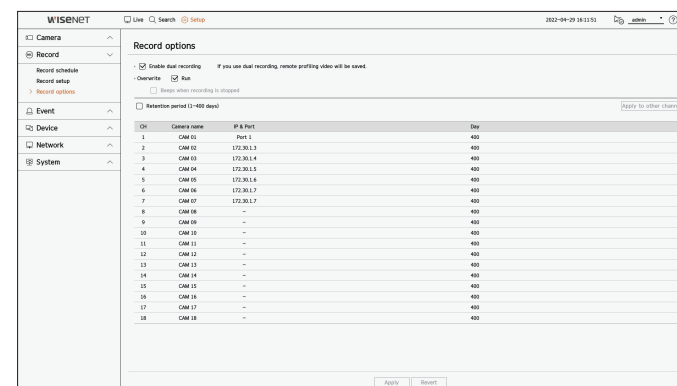 WISENET
Live Search Setup 2022-04-29 16:11:51 admin
Camera
Record
Record schedule
Record setup
> Record options
Event
Device
Network
System
Record options
Enable dual recording If you use dual recording, remote profiling video will be saved.
Overwrite Run
Beeps when recording is stopped
Retention period (1~400 days) Apply to other chann
CH Camera name IP & Port Day
1 CAM 01 Port 1 400
2 CAM 02 172.30.1.3 400
3 CAM 03 172.30.1.4 400
4 CAM 04 172.30.1.5 400
5 CAM 05 172.30.1.6 400
6 CAM 06 172.30.1.7 400
7 CAM 07 172.30.1.7 400
8 CAM 08 - 400
9 CAM 09 - 400
10 CAM 10 - 400
11 CAM 11 - 400
12 CAM 12 - 400
13 CAM 13 - 400
14 CAM 14 - 400
15 CAM 15 - 400
16 CAM 16 - 400
17 CAM 17 - 400
18 CAM 18 - 400
Apply Revert